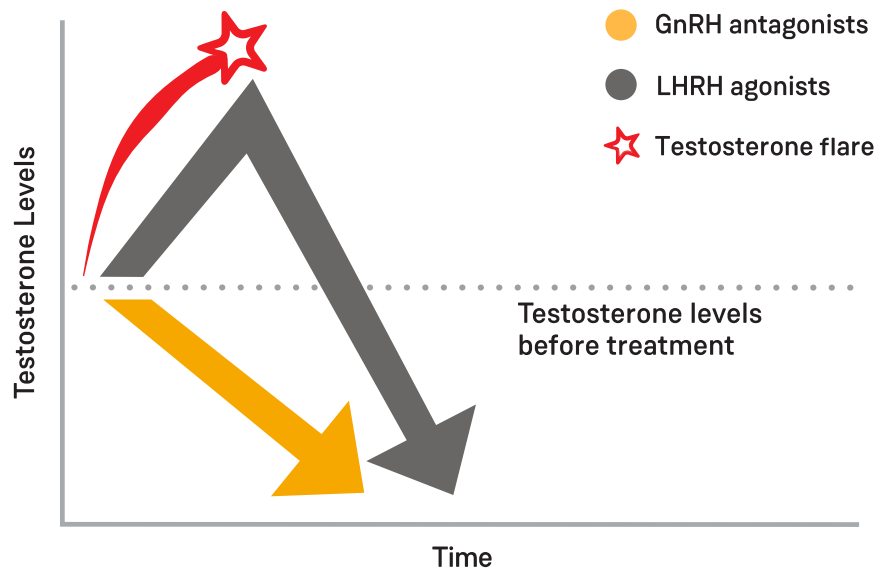 GnRH antagonists
LHRH agonists
Testosterone flare
Testosterone Levels
Testosterone levels
before treatment
Time